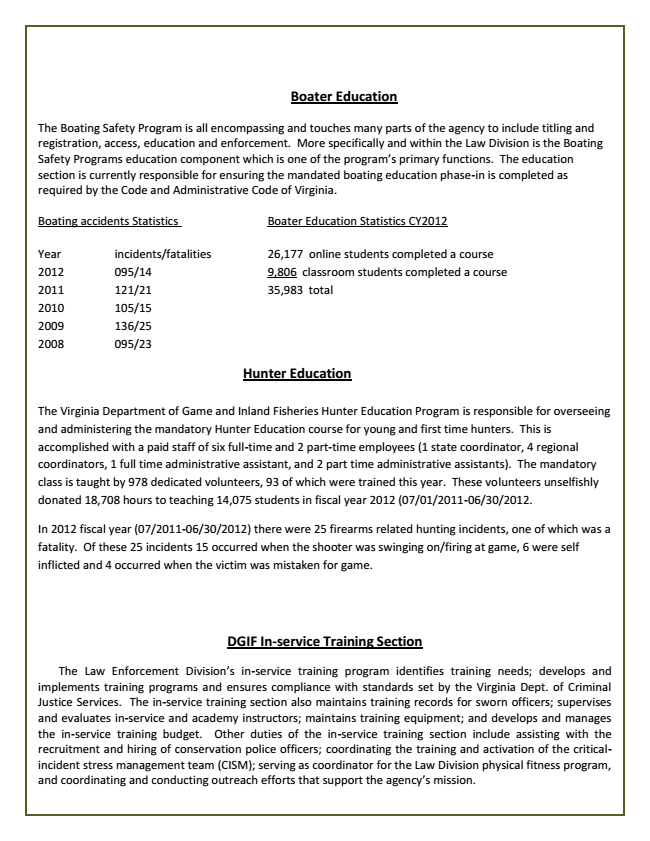 Boater Education
The Boating Safety Program is all encompassing and touches many parts of the agency to include titling and
registration, access, education and enforcement.  More specifically and within the Law Division is the Boating
Safety Programs education component which is one of the program's primary functions.  The education
section is currently responsible for ensuring the mandated boating education phase-in is completed as
required by the Code and Administrative Code of Virginia.
Boating accidents Statistics    Boater Education Statistics CY2012
Year    incidents/fatalities    26,177  online students completed a course
2012    095/14    9,806  classroom students completed a course
2011    121/21    35,983  total
2010    105/15
2009    136/25
2008    095/23
Hunter Education
The Virginia Department of Game and Inland Fisheries Hunter Education Program is responsible for overseeing
and administering the mandatory Hunter Education course for young and first time hunters.  This is
accomplished with a paid staff of six full-time and 2 part-time employees (1 state coordinator, 4 regional
coordinators, 1 full time administrative assistant, and 2 part time administrative assistants).  The mandatory
class is taught by 978 dedicated volunteers, 93 of which were trained this year.  These volunteers unselfishly
donated 18,708 hours to teaching 14,075 students in fiscal year 2012 (07/01/2011-06/30/2012.
In 2012 fiscal year (07/2011-06/30/2012) there were 25 firearms related hunting incidents, one of which was a
fatality.  Of these 25 incidents 15 occurred when the shooter was swinging on/firing at game, 6 were self
inflicted and 4 occurred when the victim was mistaken for game.
DGIF In-service Training Section
The Law Enforcement Division's in-service training program identifies training needs; develops and
implements training programs and ensures compliance with standards set by the Virginia Dept. of Criminal
Justice Services.  The in-service training section also maintains training records for sworn officers; supervises
and evaluates in-service and academy instructors; maintains training equipment; and develops and manages
the in-service training budget.  Other duties of the in-service training section include assisting with the
recruitment and hiring of conservation police officers; coordinating the training and activation of the critical-
incident stress management team (CISM); serving as coordinator for the Law Division physical fitness program,
and coordinating and conducting outreach efforts that support the agency's mission.